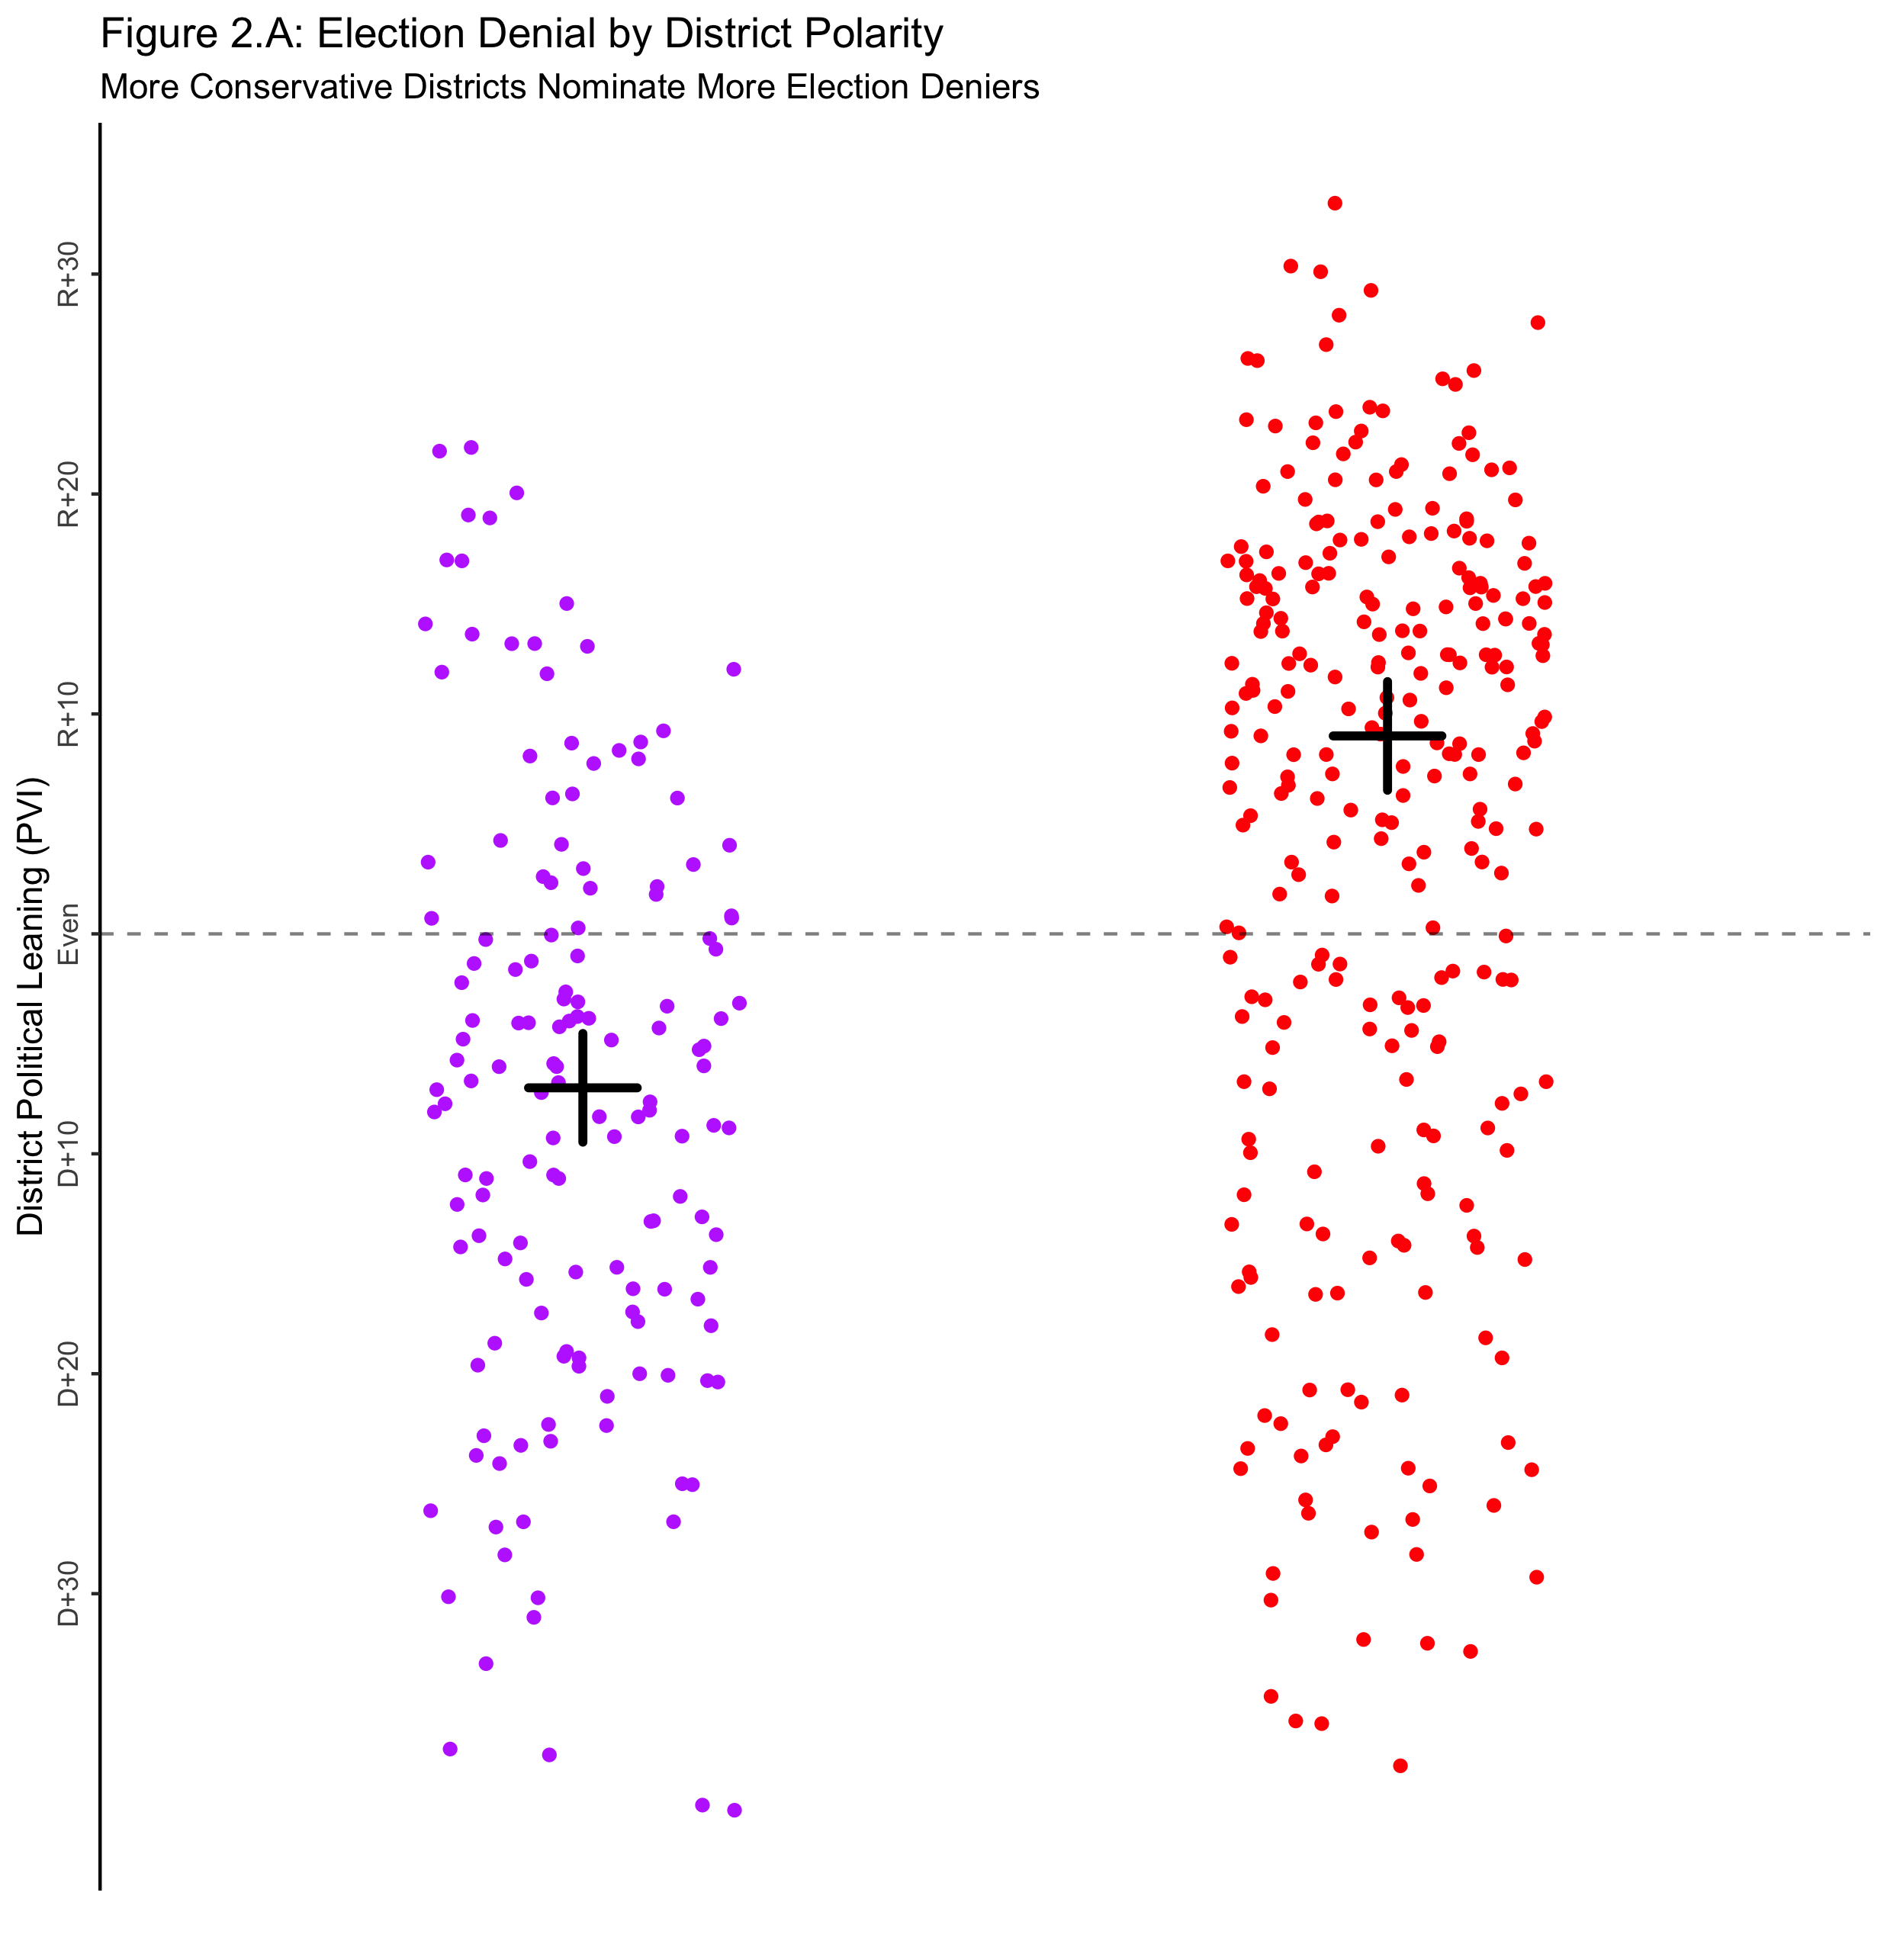 Figure 2.A: Election Denial by District Polarity
More Conservative Districts Nominate More Election Deniers
District Political Leaning (PVI)
R+30
R+20
R+10
Even
D+10
D+20
D+30